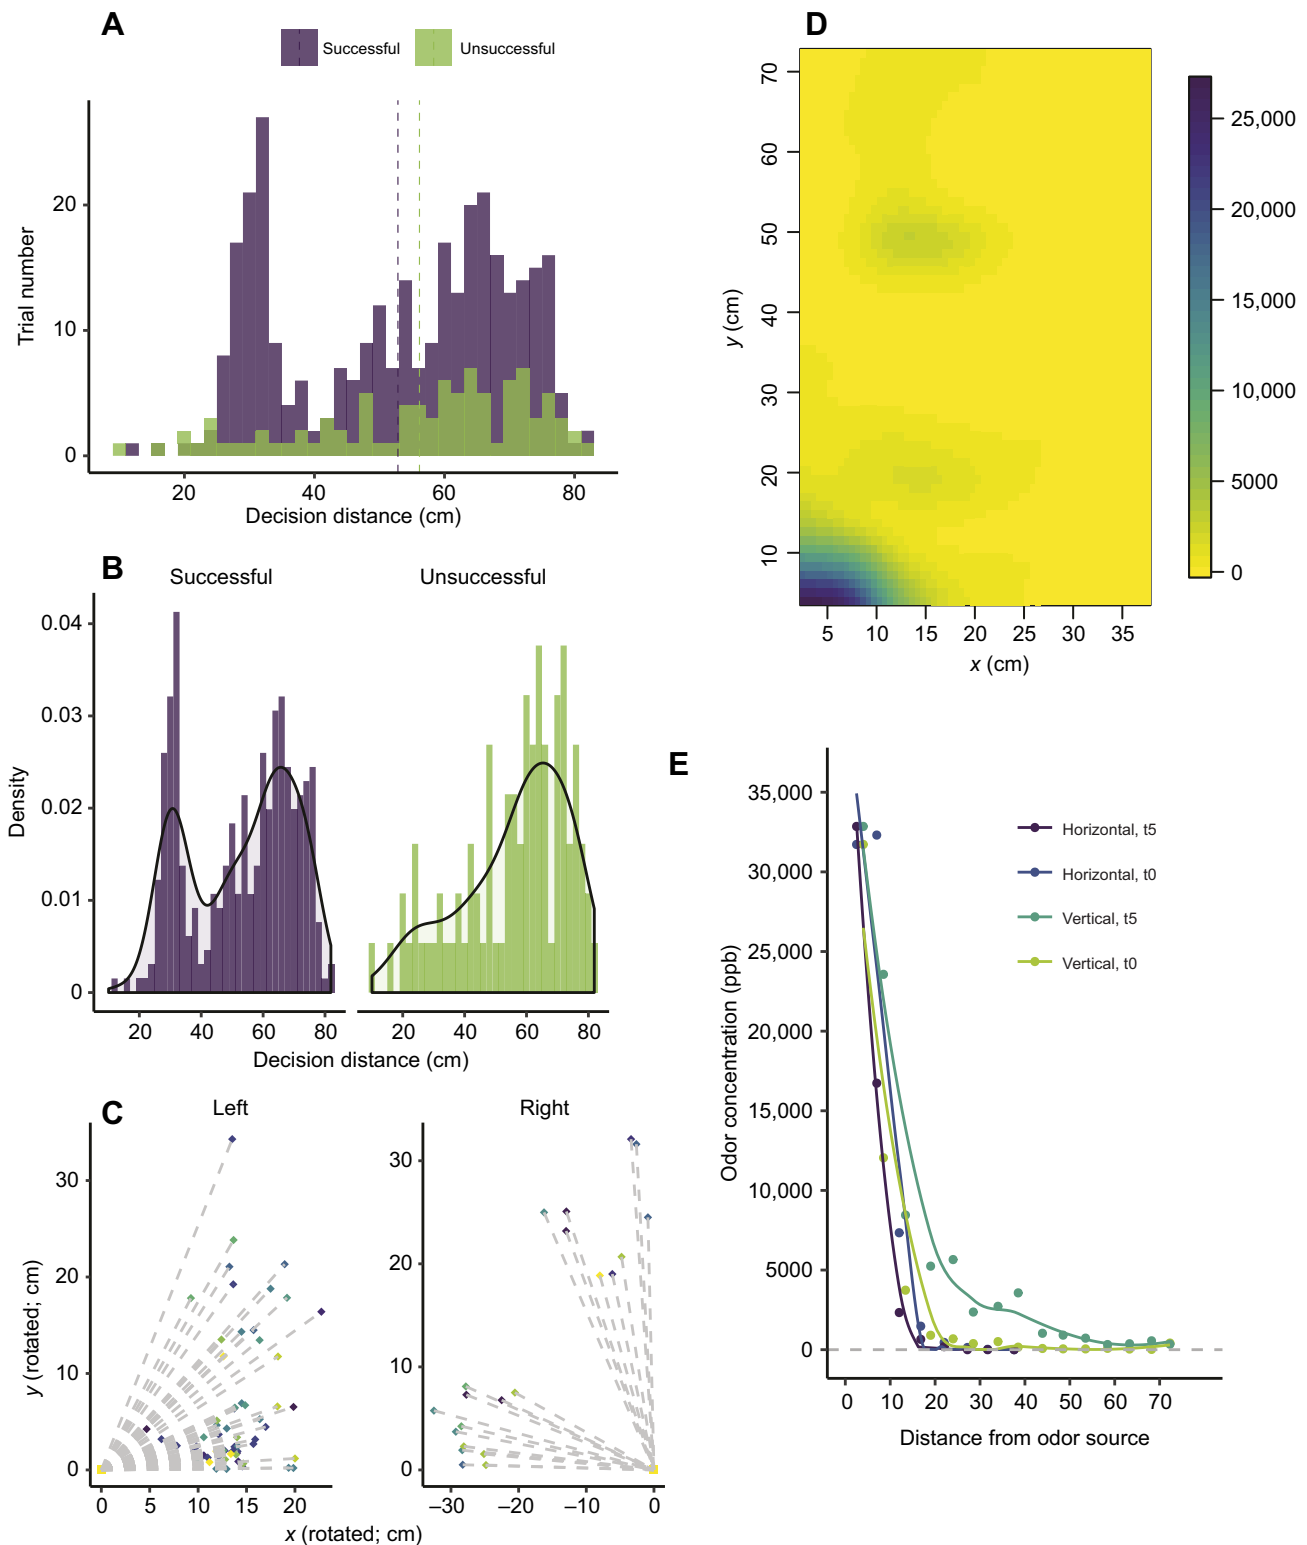 A
Successful
Unsuccessful
Trial number
20
10
0
20 40 60 80
Decision distance (cm)
B
Successful
Unsuccessful
Density
0.04
0.03
0.02
0.01
0
20 40 60 80
20 40 60 80
Decision distance (cm)
C
Left
Right
y (rotated; cm)
30
20
10
0
0 5 10 15 20
30
20
10
0
–30 –20 –10 0
x (rotated; cm)
D
y (cm)
70
60
50
40
30
20
10
5 10 15 20 25 30 35
x (cm)
25,000
20,000
15,000
10,000
5000
0
E
Odor concentration (ppb)
35,000
30,000
25,000
20,000
15,000
10,000
5000
0
Horizontal, t5
Horizontal, t0
Vertical, t5
Vertical, t0
0 10 20 30 40 50 60 70
Distance from odor source